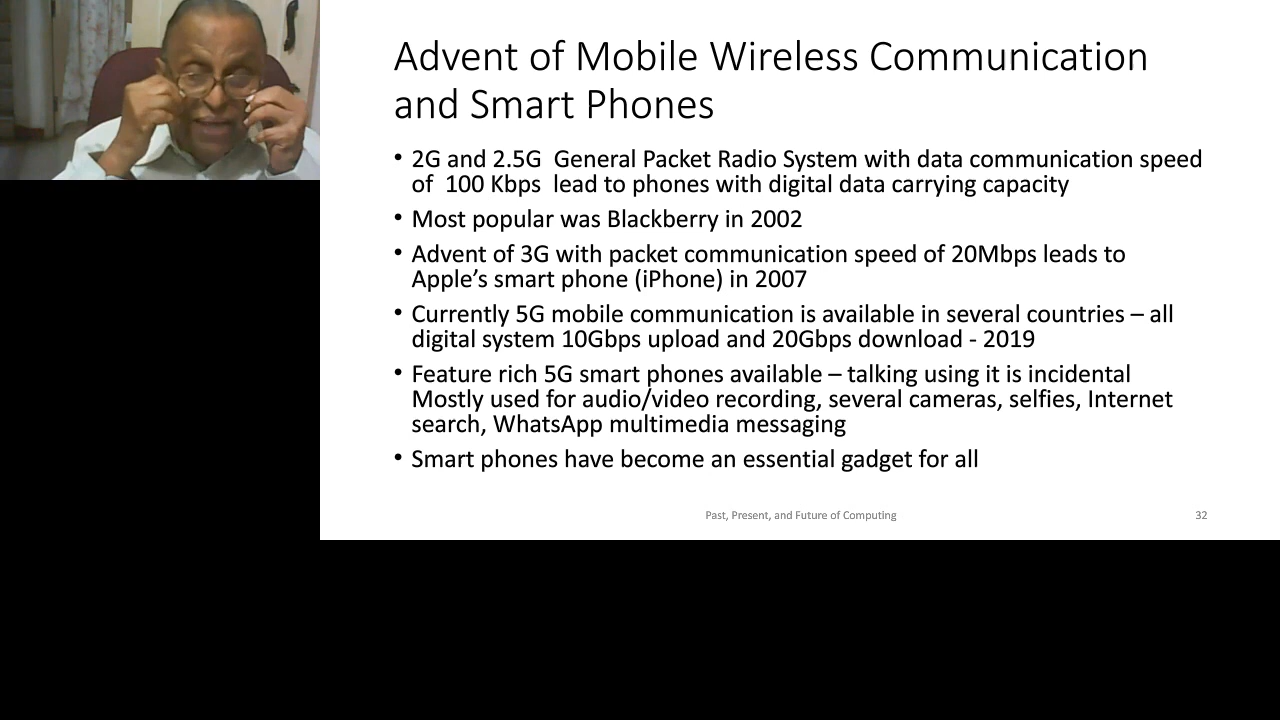 Advent of Mobile Wireless Communication
and Smart Phones
• 2G and 2.5G  General Packet Radio System with data communication speed
of  100 Kbps  lead to phones with digital data carrying capacity
• Most popular was Blackberry in 2002
• Advent of 3G with packet communication speed of 20Mbps leads to
Apple’s smart phone (iPhone) in 2007
• Currently 5G mobile communication is available in several countries – all
digital system 10Gbps upload and 20Gbps download - 2019
• Feature rich 5G smart phones available – talking using it is incidental
Mostly used for audio/video recording, several cameras, selfies, Internet
search, WhatsApp multimedia messaging
• Smart phones have become an essential gadget for all
Past, Present, and Future of Computing
32